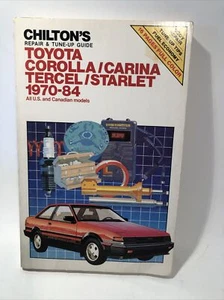 CHILTON'S
REPAIR & TUNE-UP GUIDE
TOYOTA
COROLLA/CARINA
TERCEL/STARLET
1970-84
All U.S. and Canadian models